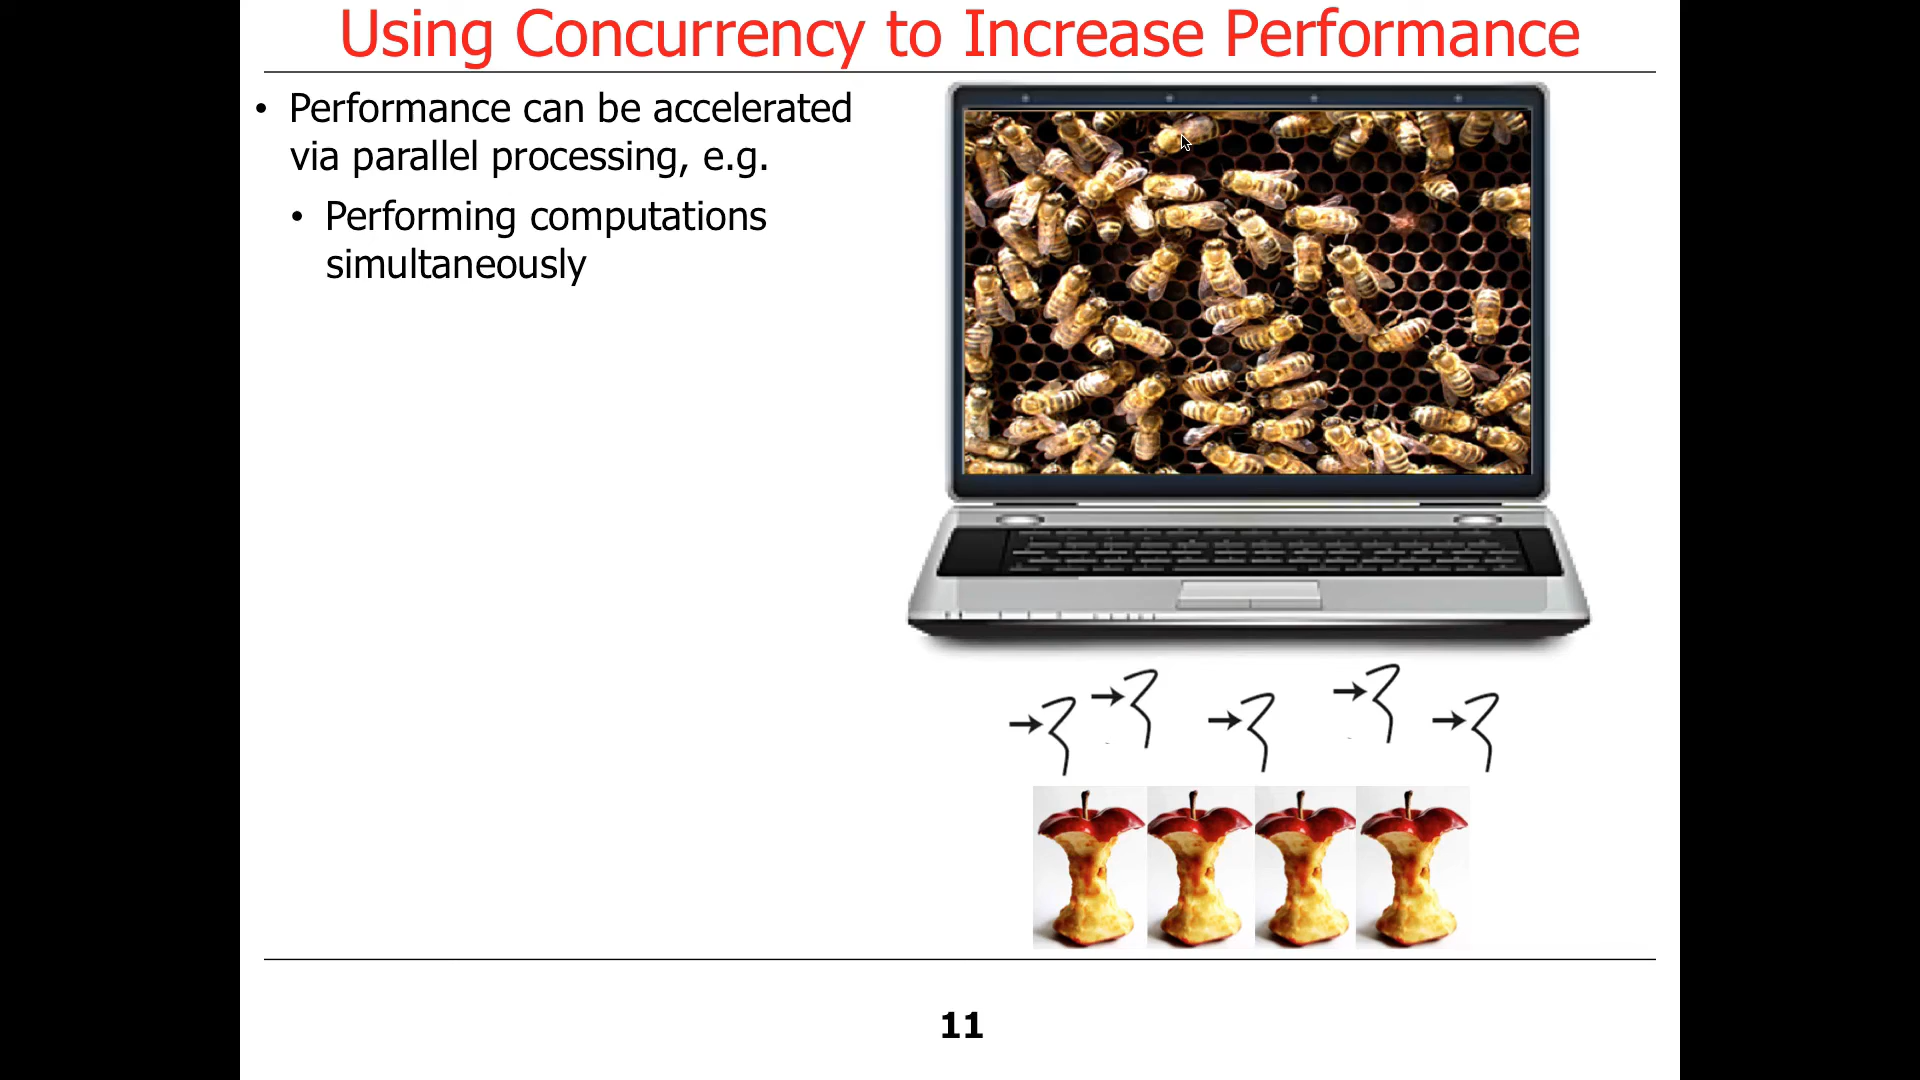 Using Concurrency to Increase Performance
• Performance can be accelerated
via parallel processing, e.g.
• Performing computations
simultaneously
11